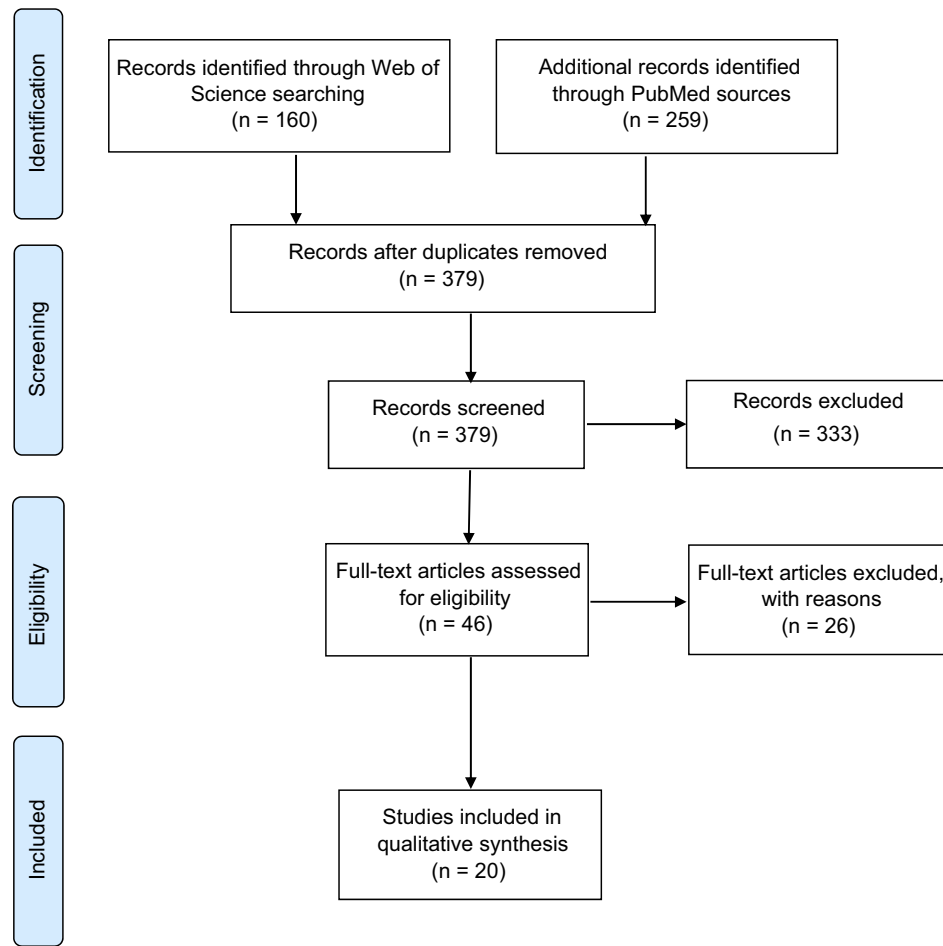 Identification
Records identified through Web of
Science searching
(n = 160)
Additional records identified
through PubMed sources
(n = 259)
Screening
Records after duplicates removed
(n = 379)
Records screened
(n = 379)
Records excluded
(n = 333)
Eligibility
Full-text articles assessed
for eligibility
(n = 46)
Full-text articles excluded,
with reasons
(n = 26)
Included
Studies included in
qualitative synthesis
(n = 20)